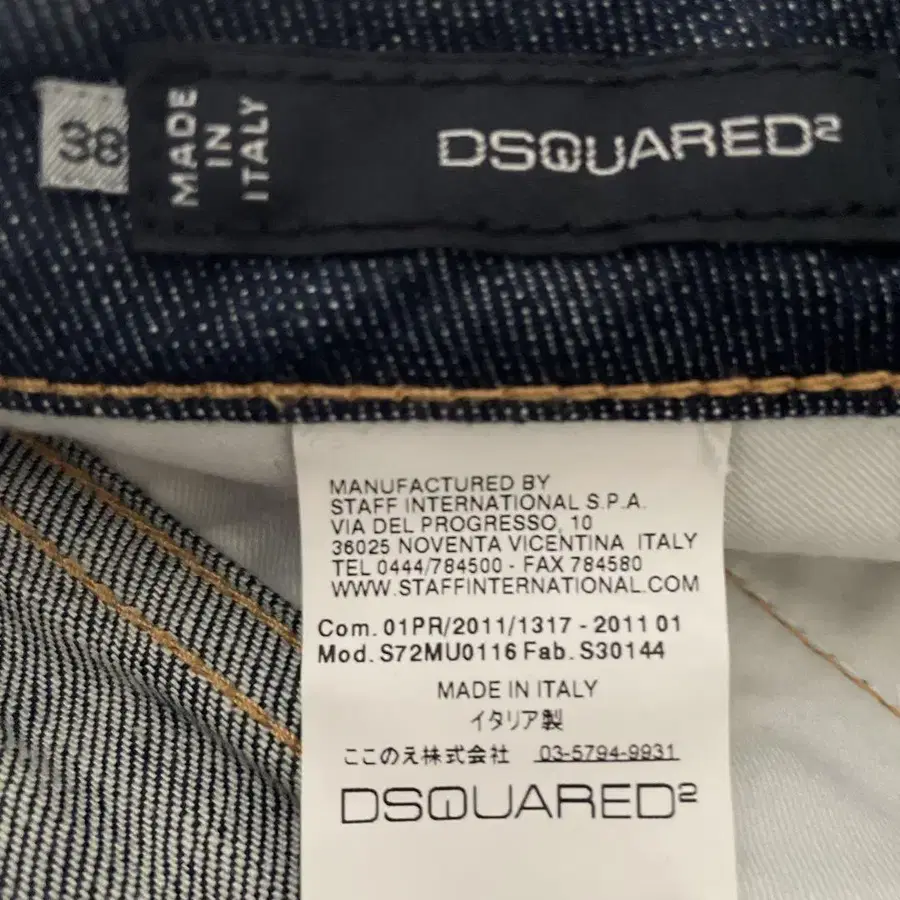 38
MADE
IN
ITALY
DSQUARED2
MANUFACTURED BY
STAFF INTERNATIONAL S.P.A.
VIA DEL PROGRESSO, 10
36025 NOVENTA VICENTINA ITALY
TEL 0444/784500 - FAX 784580
WWW.STAFFINTERNATIONAL.COM
Com. 01PR/2011/1317 - 2011 01
Mod. S72MU0116 Fab. S30144
MADE IN ITALY
イタリア製
ここのえ株式会社 03-5794-9931
DSQUARED2